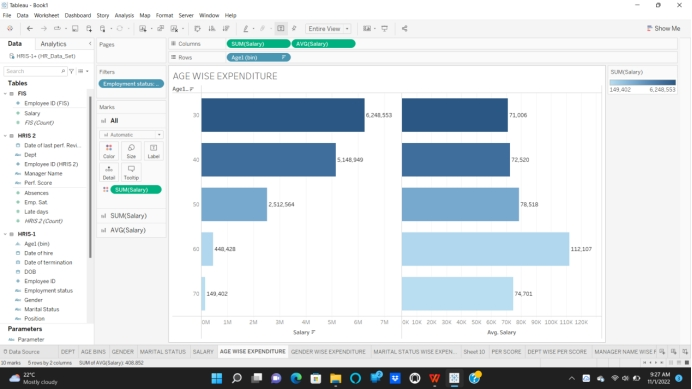 Tableau - Book1
File Data Worksheet Dashboard Story Analysis Map Format Server Window Help
Entire View
Show Me
Data Analytics
HRIS-1+ (HR_Data_Set)
Search
Tables
FIS
Employee ID (FIS)
Salary
FIS (Count)
HRIS 2
Date of last perf. Revi...
Dept
Employee ID (HRIS 2)
Manager Name
Perf. Score
Absences
Emp. Sat.
Late days
HRIS 2 (Count)
HRIS-1
Age1 (bin)
Date of hire
Date of termination
DOB
Employee ID
Employment status
Gender
Marital Status
Position
Parameters
Parameter
Pages
Filters
Employment status: ...
Marks
All
Automatic
Color Size Label
Detail Tooltip
SUM(Salary)
SUM(Salary)
AVG(Salary)
Columns SUM(Salary) AVG(Salary)
Rows Age1 (bin)
AGE WISE EXPENDITURE
Age1..
30 6,248,553 71,006
40 5,148,949 72,520
50 2,512,564 78,518
60 448,428 112,107
70 149,402 74,701
0M 1M 2M 3M 4M 5M 6M 7M 0K 10K 20K 30K 40K 50K 60K 70K 80K 90K 100K 110K 120K
Salary Avg. Salary
SUM(Salary)
149,402 6,248,553
Data Source DEPT AGE BINS GENDER MARITAL STATUS SALARY AGE WISE EXPENDITURE GENDER WISE EXPENDITURE MARITAL STATUS WISE EXPEN... Sheet 10 PER SCORE DEPT WISE PER SCORE MANAGER NAME WISE F
10 marks 5 rows by 2 columns SUM of AVG(Salary): 408,852
22°C
Mostly cloudy
9:27 AM
11/1/2022